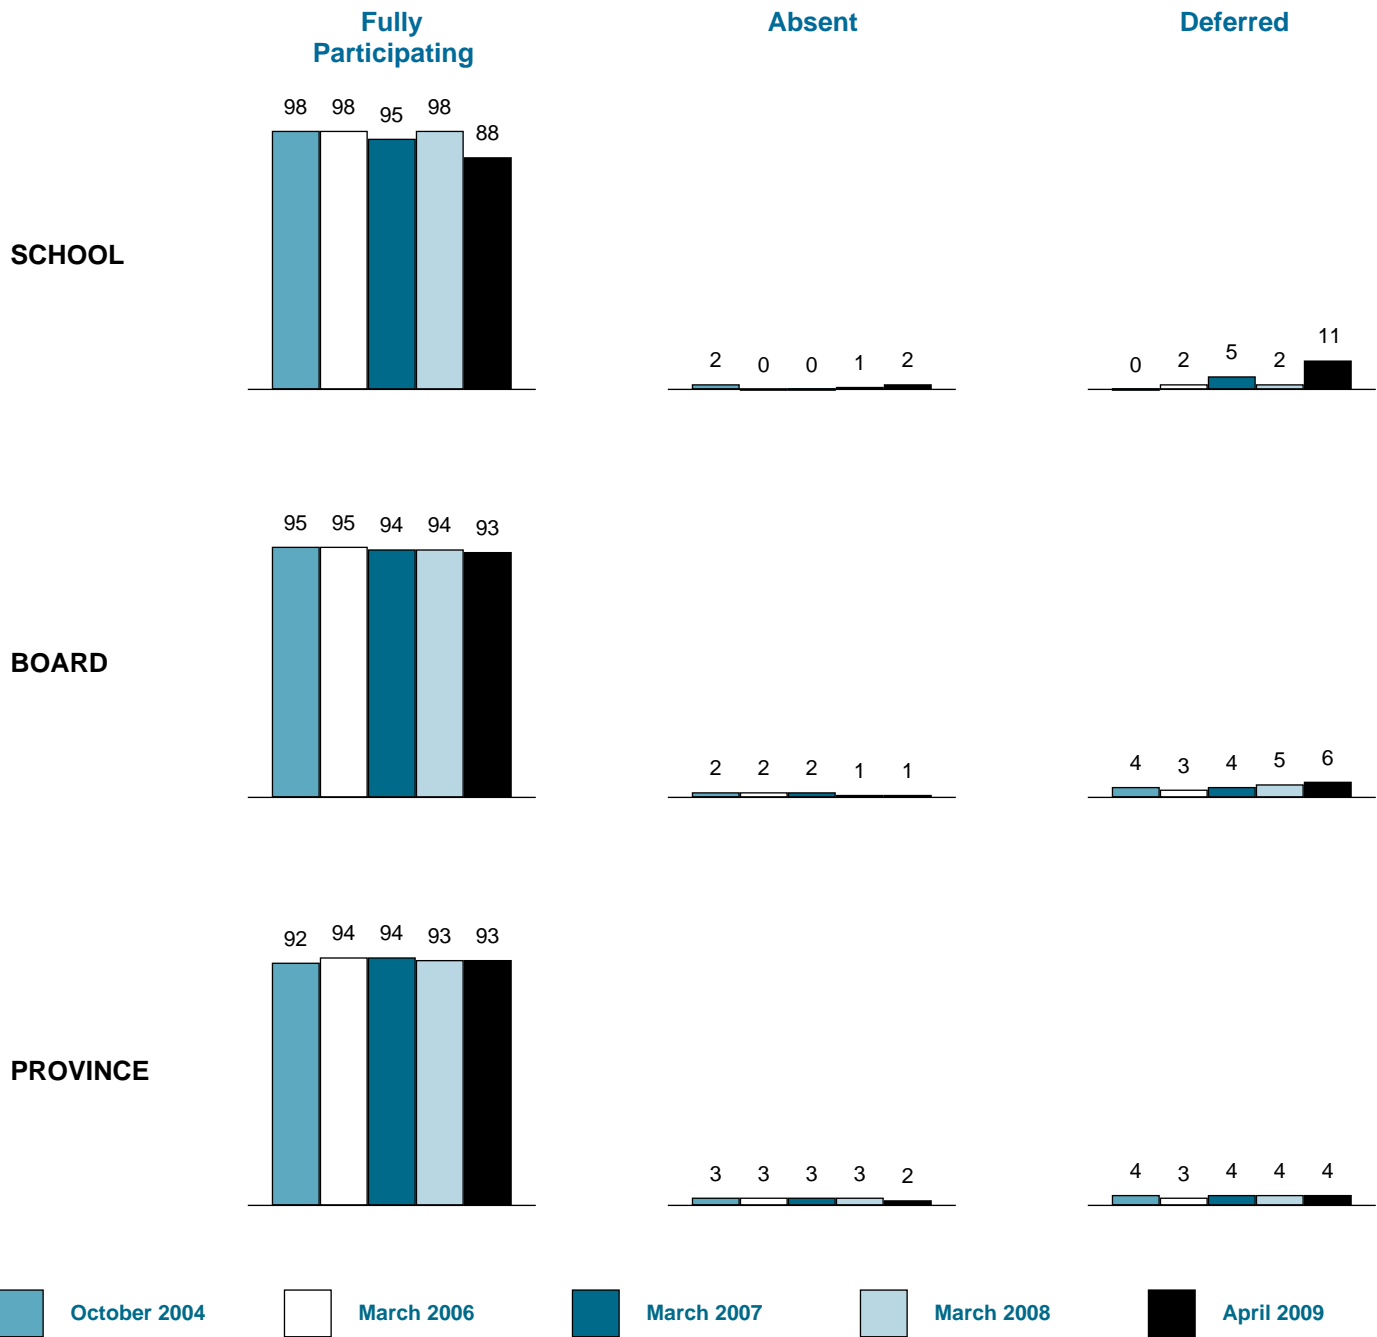 Fully
Participating
Absent
Deferred
98 98 95 98 88
2 0 0 1 2
0 2 5 2 11
SCHOOL
95 95 94 94 93
2 2 2 1 1
4 3 4 5 6
BOARD
92 94 94 93 93
3 3 3 3 2
4 3 4 4 4
PROVINCE
October 2004
March 2006
March 2007
March 2008
April 2009